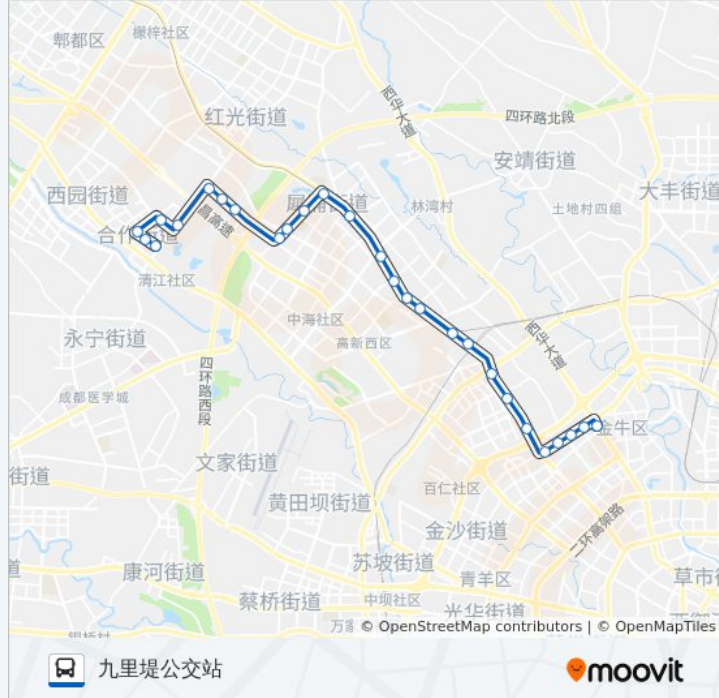 郫都区
檬梓社区
红光街道
西华大道
四环路北段
安靖街道
大丰街道
西园街道
犀浦街道
林湾村
土地村四组
合作街道
昌高速
清江社区
中海社区
高新西区
西华大道
永宁街道
四环路西段
成都医学城
金牛区
文家街道
街道
黄田坝街道
百仁社区
金沙街道
二环高架路
苏坡街道
康河街道
青羊区
草市街
蔡桥街道
中坝社区
光华街道
© OpenStreetMap contributors | © OpenMapTiles
九里堤公交站
moovit